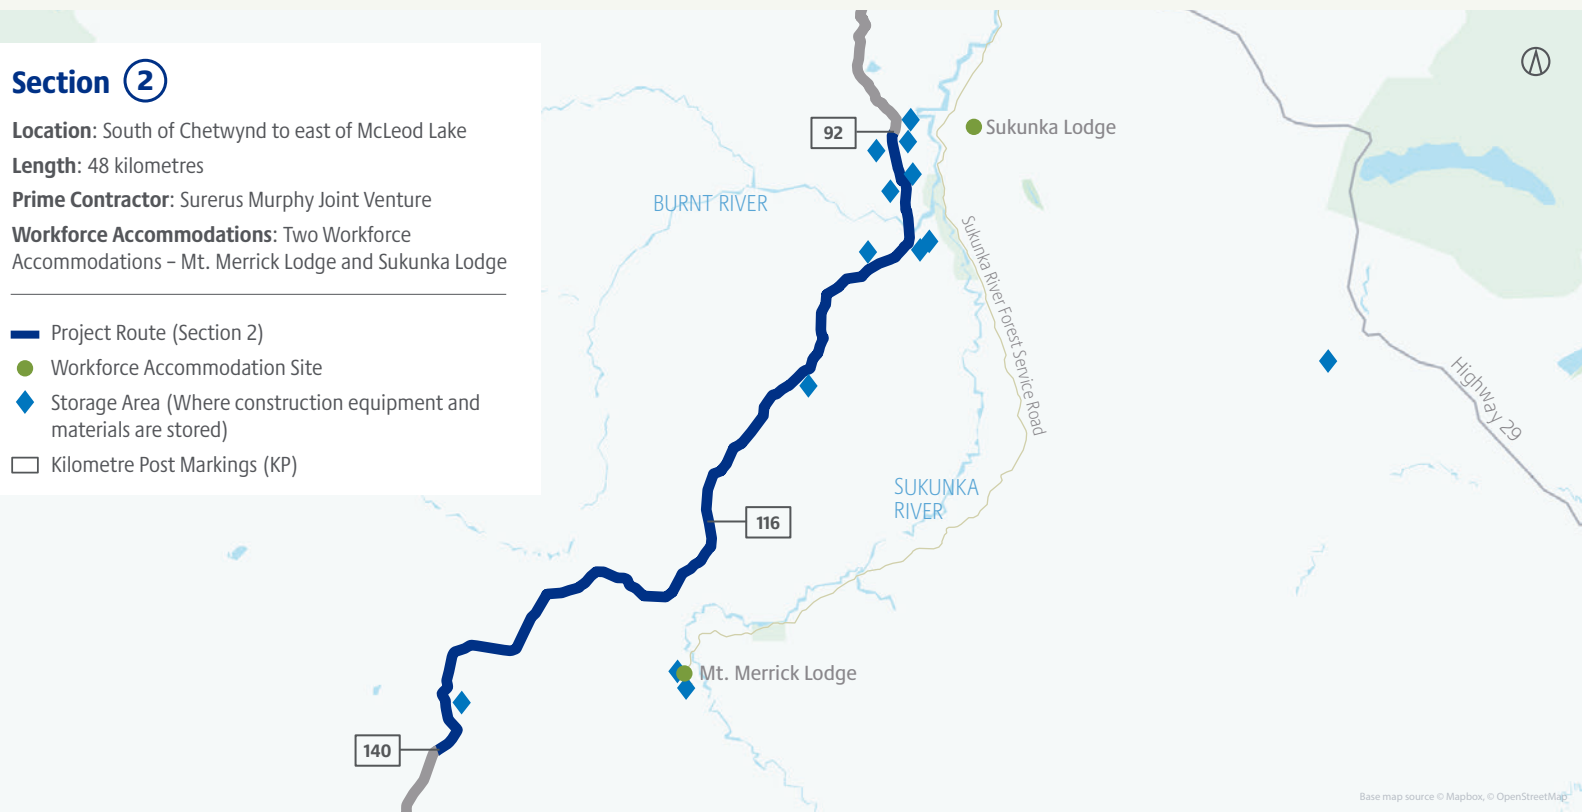 Section 2
Location: South of Chetwynd to east of McLeod Lake
Length: 48 kilometres
Prime Contractor: Surerus Murphy Joint Venture
Workforce Accommodations: Two Workforce
Accommodations – Mt. Merrick Lodge and Sukunka Lodge
Project Route (Section 2)
Workforce Accommodation Site
Storage Area (Where construction equipment and
materials are stored)
Kilometre Post Markings (KP)
92
Sukunka Lodge
BURNT RIVER
Sukunka River Forest Service Road
Highway 29
SUKUNKA
RIVER
116
Mt. Merrick Lodge
140
Base map source © Mapbox, © OpenStreetMap